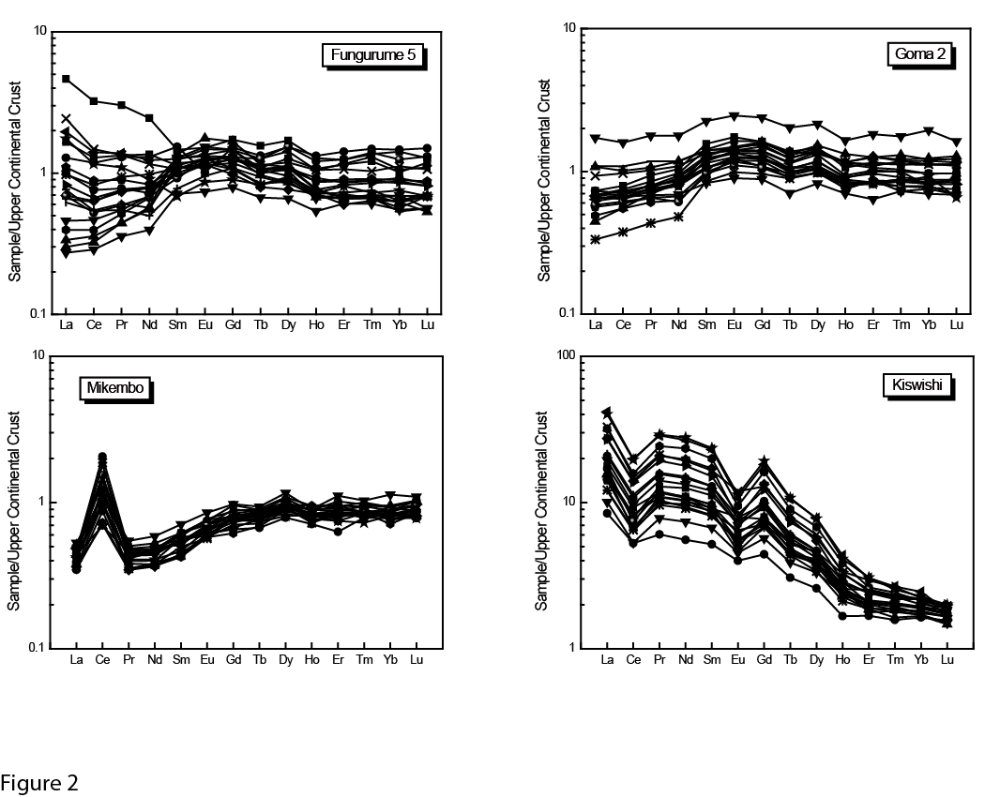 10
Fungurume 5
Sample/Upper Continental Crust
1
0.1
La Ce Pr Nd Sm Eu Gd Tb Dy Ho Er Tm Yb Lu
10
Goma 2
Sample/Upper Continental Crust
1
0.1
La Ce Pr Nd Sm Eu Gd Tb Dy Ho Er Tm Yb Lu
10
Mikembo
Sample/Upper Continental Crust
1
0.1
La Ce Pr Nd Sm Eu Gd Tb Dy Ho Er Tm Yb Lu
100
Kiswishi
Sample/Upper Continental Crust
10
1
La Ce Pr Nd Sm Eu Gd Tb Dy Ho Er Tm Yb Lu
Figure 2